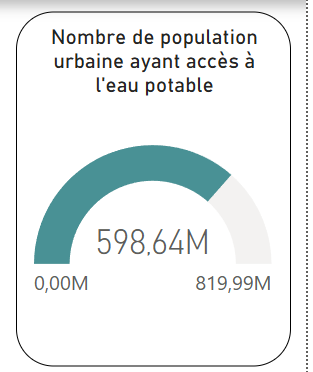 Nombre de population
urbaine ayant accès à
l'eau potable
598,64M
0,00M
819,99M